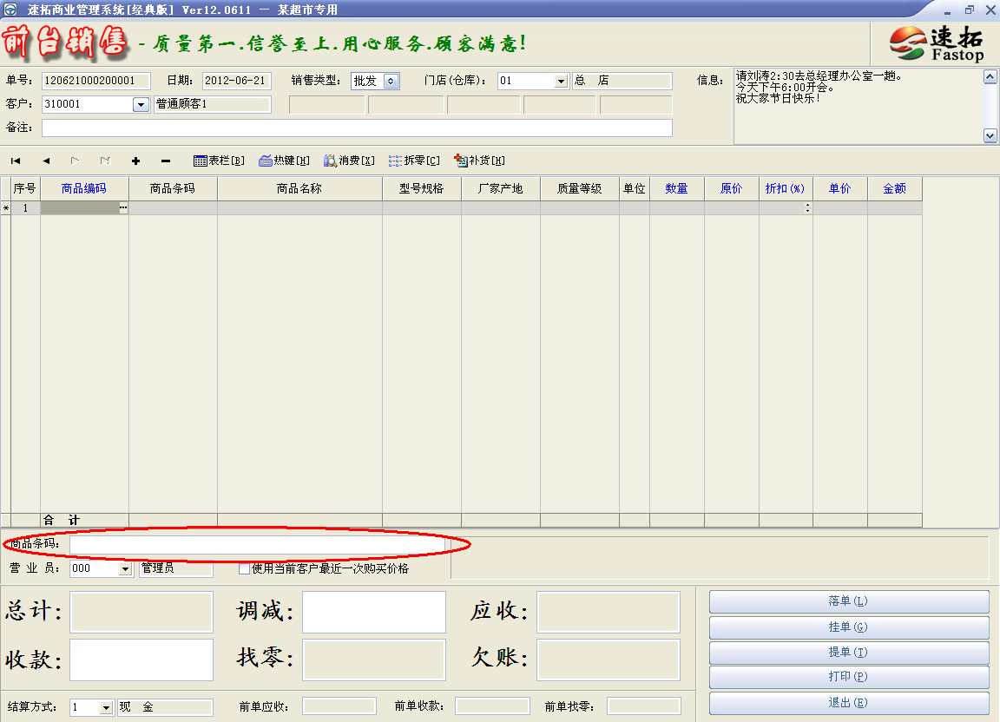 速拓商业管理系统[经典版] Ver12.0611 － 某超市专用
前台销售 - 质量第一.信誉至上.用心服务.顾客满意!
速拓 Fastop
单号: 120621000200001 日期: 2012-06-21 销售类型: 批发 门店(仓库): 01 总 店 信息:
请刘涛2:30去总经理办公室一趟。
今天下午6:00开会。
祝大家节日快乐!
客户: 310001 普通顾客1
备注:
表栏[B] 热键[H] 消费[X] 拆零[C] 补货[H]
序号 商品编码 商品条码 商品名称 型号规格 厂家产地 质量等级 单位 数量 原价 折扣(%) 单价 金额
* 1 ...
合 计
商品条码:
营 业 员: 000 管理员 使用当前客户最近一次购买价格
总计: 调减: 应收:
收款: 找零: 欠账:
结算方式: 1 现 金 前单应收: 前单收款: 前单找零:
落单(L)
挂单(G)
提单(T)
打印(P)
退出(E)